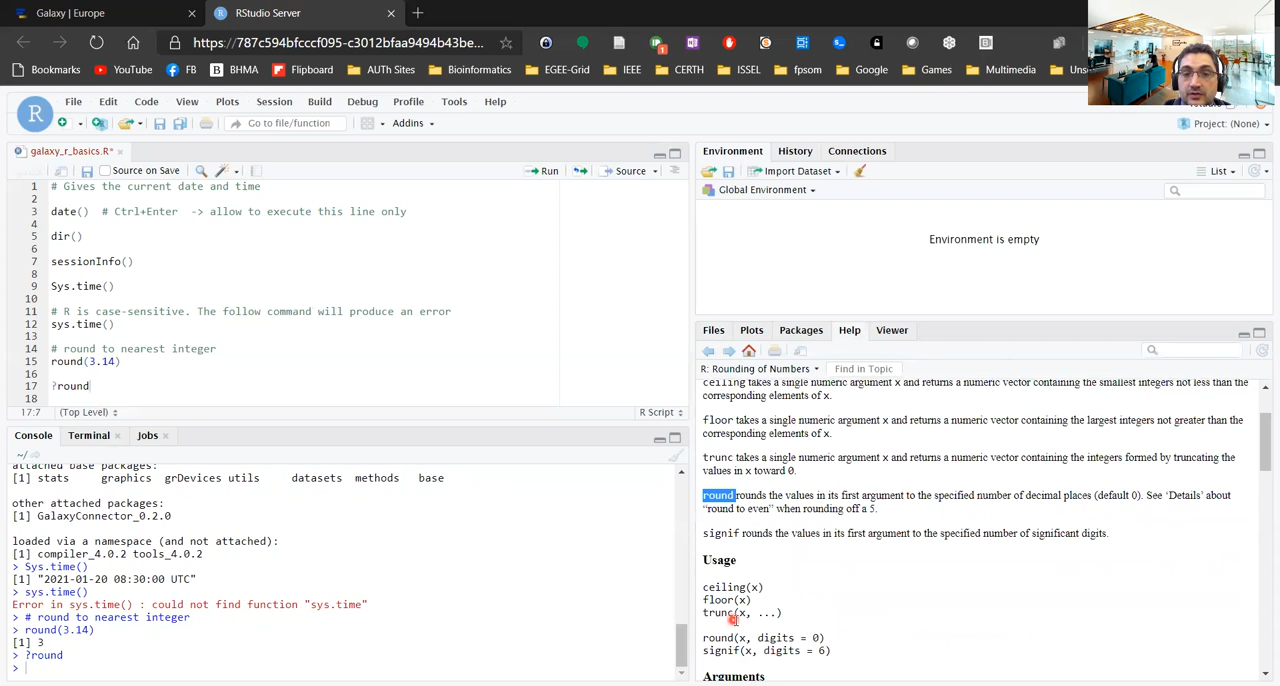 Galaxy | Europe
RStudio Server
https://787c594bfcccf095-c3012bfaa9494b43be...
Bookmarks YouTube FB BHMA Flipboard AUTh Sites Bioinformatics EGEE-Grid IEEE CERTH ISSEL fpsom Google Games Multimedia
File Edit Code View Plots Session Build Debug Profile Tools Help
Go to file/function Addins
Project: (None)
galaxy_r_basics.R*
Source on Save Run Source
1 # Gives the current date and time
2
3 date() # Ctrl+Enter -> allow to execute this line only
4
5 dir()
6
7 sessionInfo()
8
9 Sys.time()
10
11 # R is case-sensitive. The follow command will produce an error
12 sys.time()
13
14 # round to nearest integer
15 round(3.14)
16
17 ?round
18
17:7 (Top Level) R Script
Console Terminal Jobs
~/
attached base packages:
[1] stats graphics grDevices utils datasets methods base
other attached packages:
[1] GalaxyConnector_0.2.0
loaded via a namespace (and not attached):
[1] compiler_4.0.2 tools_4.0.2
> Sys.time()
[1] "2021-01-20 08:30:00 UTC"
> sys.time()
Error in sys.time() : could not find function "sys.time"
> # round to nearest integer
> round(3.14)
[1] 3
> ?round
>
Environment History Connections
Import Dataset List
Global Environment
Environment is empty
Files Plots Packages Help Viewer
R: Rounding of Numbers Find in Topic
ceiling takes a single numeric argument x and returns a numeric vector containing the smallest integers not less than the
corresponding elements of x.
floor takes a single numeric argument x and returns a numeric vector containing the largest integers not greater than the
corresponding elements of x.
trunc takes a single numeric argument x and returns a numeric vector containing the integers formed by truncating the
values in x toward 0.
round rounds the values in its first argument to the specified number of decimal places (default 0). See ‘Details’ about
“round to even” when rounding off a 5.
signif rounds the values in its first argument to the specified number of significant digits.
Usage
ceiling(x)
floor(x)
trunc(x, ...)
round(x, digits = 0)
signif(x, digits = 6)
Arguments